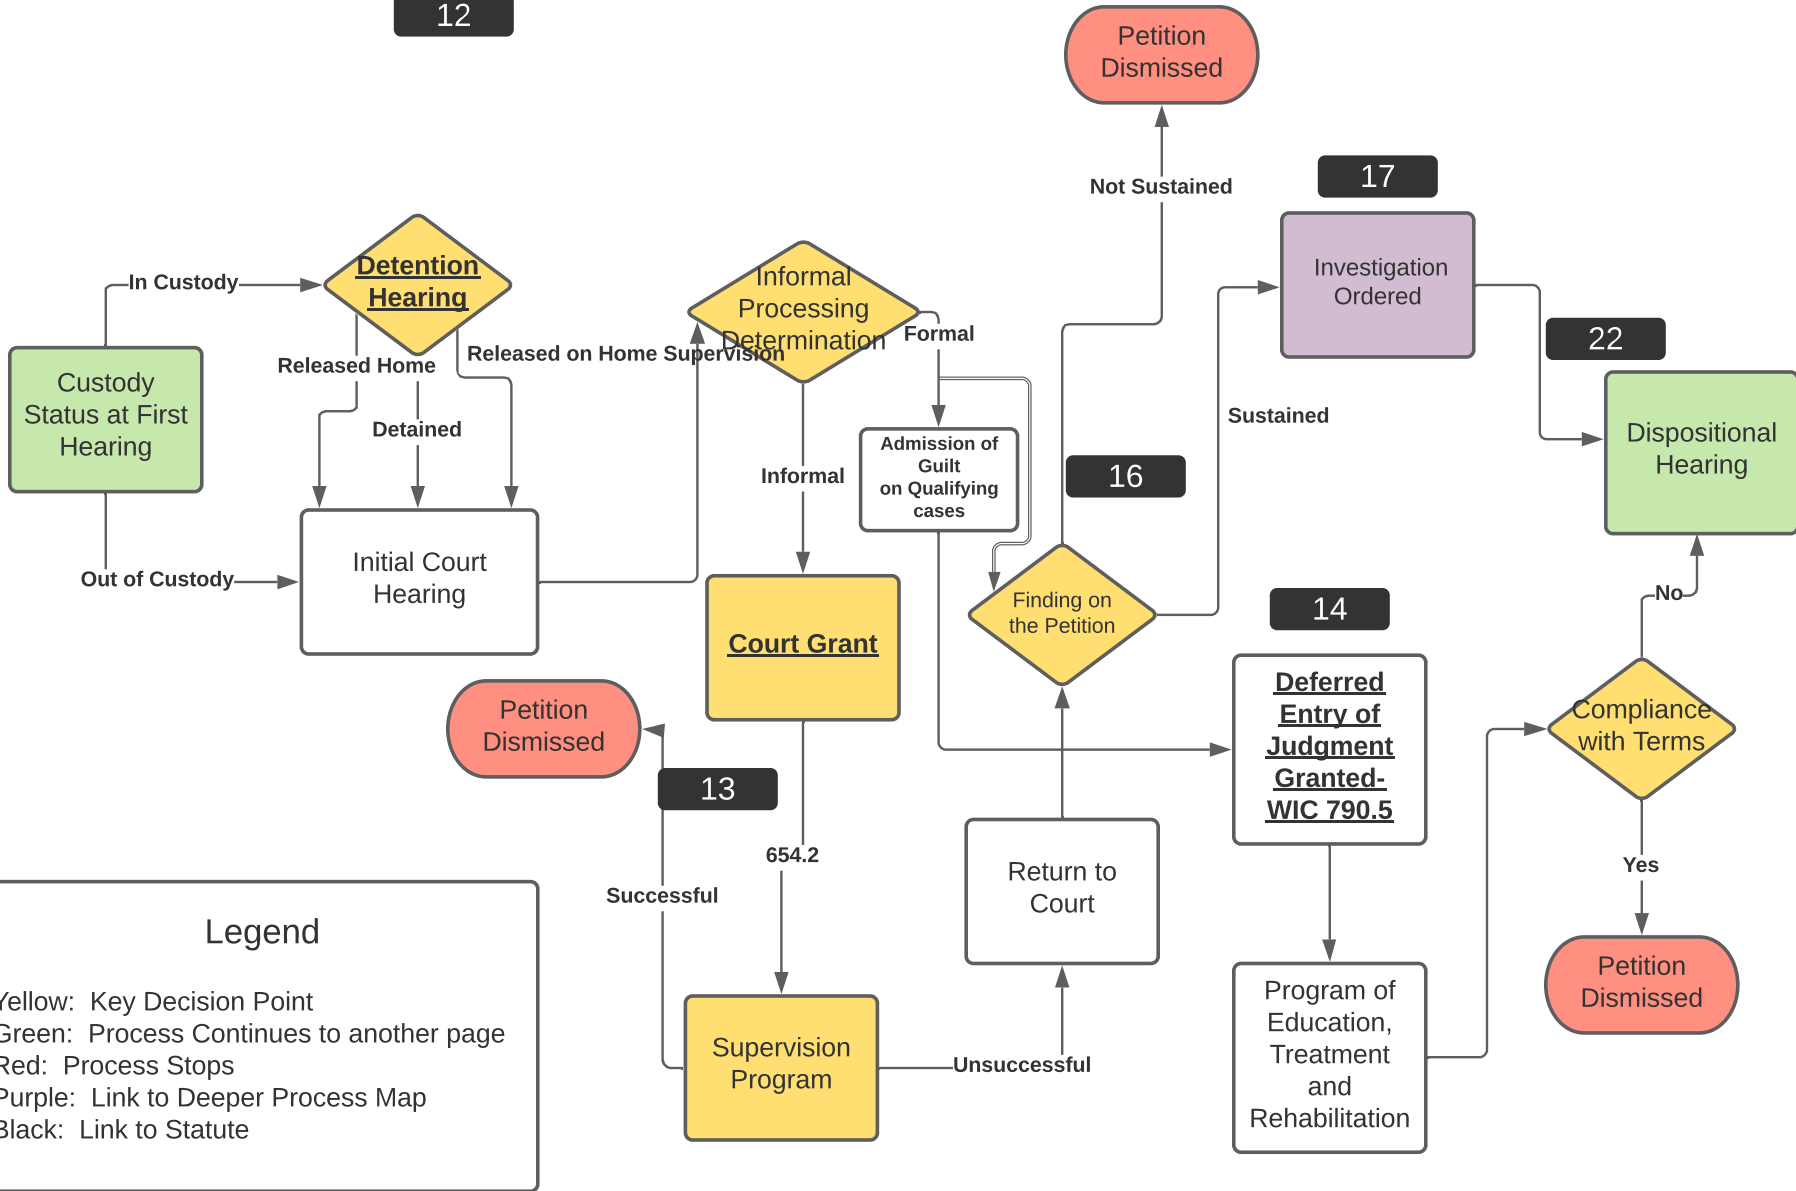 12
Petition
Dismissed
Not Sustained
17
Investigation
Ordered
In Custody
Detention
Hearing
Informal
Processing
Determination
Formal
22
Released Home
Released on Home Supervision
Custody
Status at First
Hearing
Detained
Sustained
Dispositional
Hearing
Admission of
Guilt
on Qualifying
cases
16
Informal
Out of Custody
Initial Court
Hearing
Finding on
the Petition
14
No
Court Grant
Deferred
Entry of
Judgment
Granted-
WIC 790.5
Petition
Dismissed
Compliance
with Terms
13
654.2
Successful
Return to
Court
Yes
Legend
Yellow:  Key Decision Point
Green:  Process Continues to another page
Red:  Process Stops
Purple:  Link to Deeper Process Map
Black:  Link to Statute
Supervision
Program
Unsuccessful
Program of
Education,
Treatment
and
Rehabilitation
Petition
Dismissed